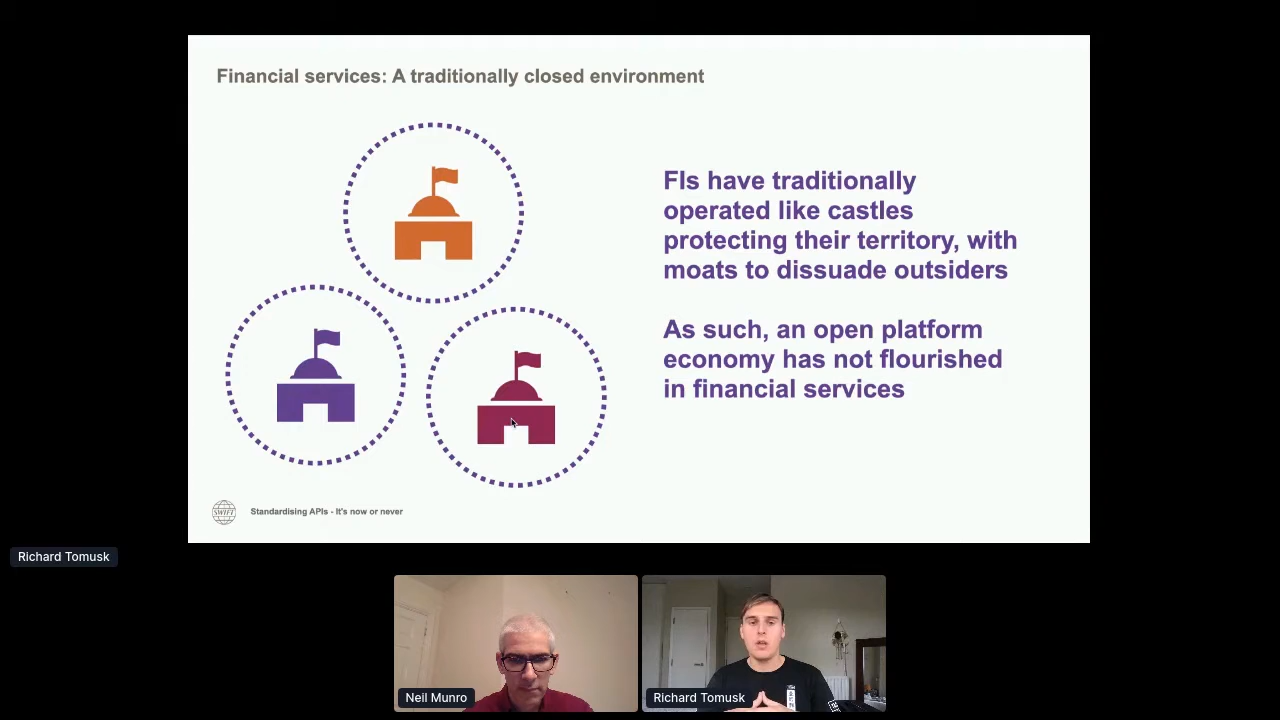 Financial services: A traditionally closed environment
FIs have traditionally
operated like castles
protecting their territory, with
moats to dissuade outsiders
As such, an open platform
economy has not flourished
in financial services
SWIFT
Standardising APIs - It's now or never
Richard Tomusk
Neil Munro
Richard Tomusk